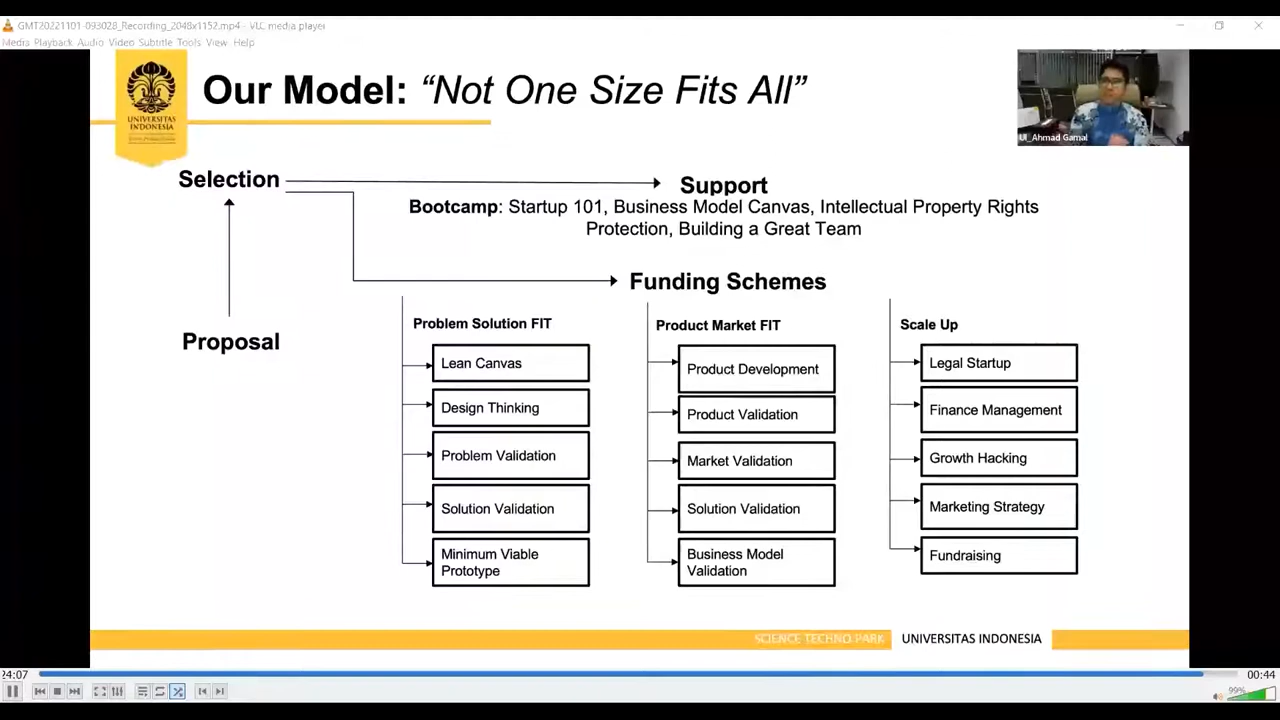 GMT20221101-093028_Recording_2048x1152.mp4 - VLC media player
Media Playback Audio Video Subtitle Tools View Help
UNIVERSITAS
INDONESIA
Our Model: “Not One Size Fits All”
UI_Ahmad Gamal
Selection
Support
Bootcamp: Startup 101, Business Model Canvas, Intellectual Property Rights
Protection, Building a Great Team
Funding Schemes
Proposal
Problem Solution FIT
Lean Canvas
Design Thinking
Problem Validation
Solution Validation
Minimum Viable
Prototype
Product Market FIT
Product Development
Product Validation
Market Validation
Solution Validation
Business Model
Validation
Scale Up
Legal Startup
Finance Management
Growth Hacking
Marketing Strategy
Fundraising
SCIENCE TECHNO PARK
UNIVERSITAS INDONESIA
24:07
00:44
99%